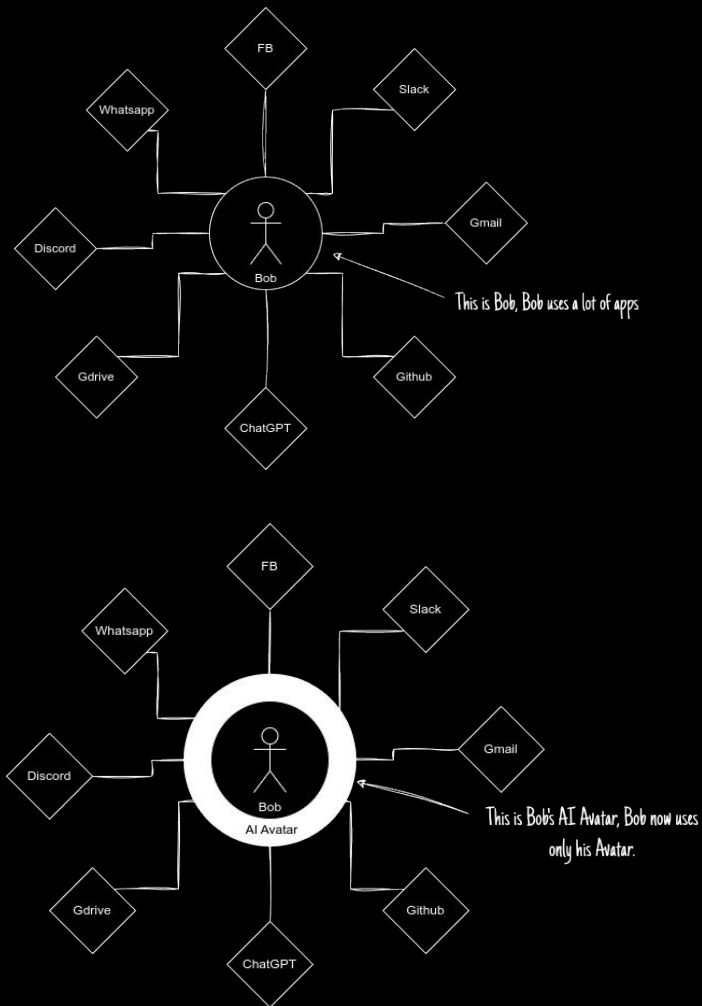 FB
Slack
Whatsapp
Gmail
Discord
Bob
This is Bob, Bob uses a lot of apps
Gdrive
Github
ChatGPT
FB
Slack
Whatsapp
Gmail
Discord
Bob
AI Avatar
This is Bob's AI Avatar, Bob now uses
only his Avatar.
Gdrive
Github
ChatGPT